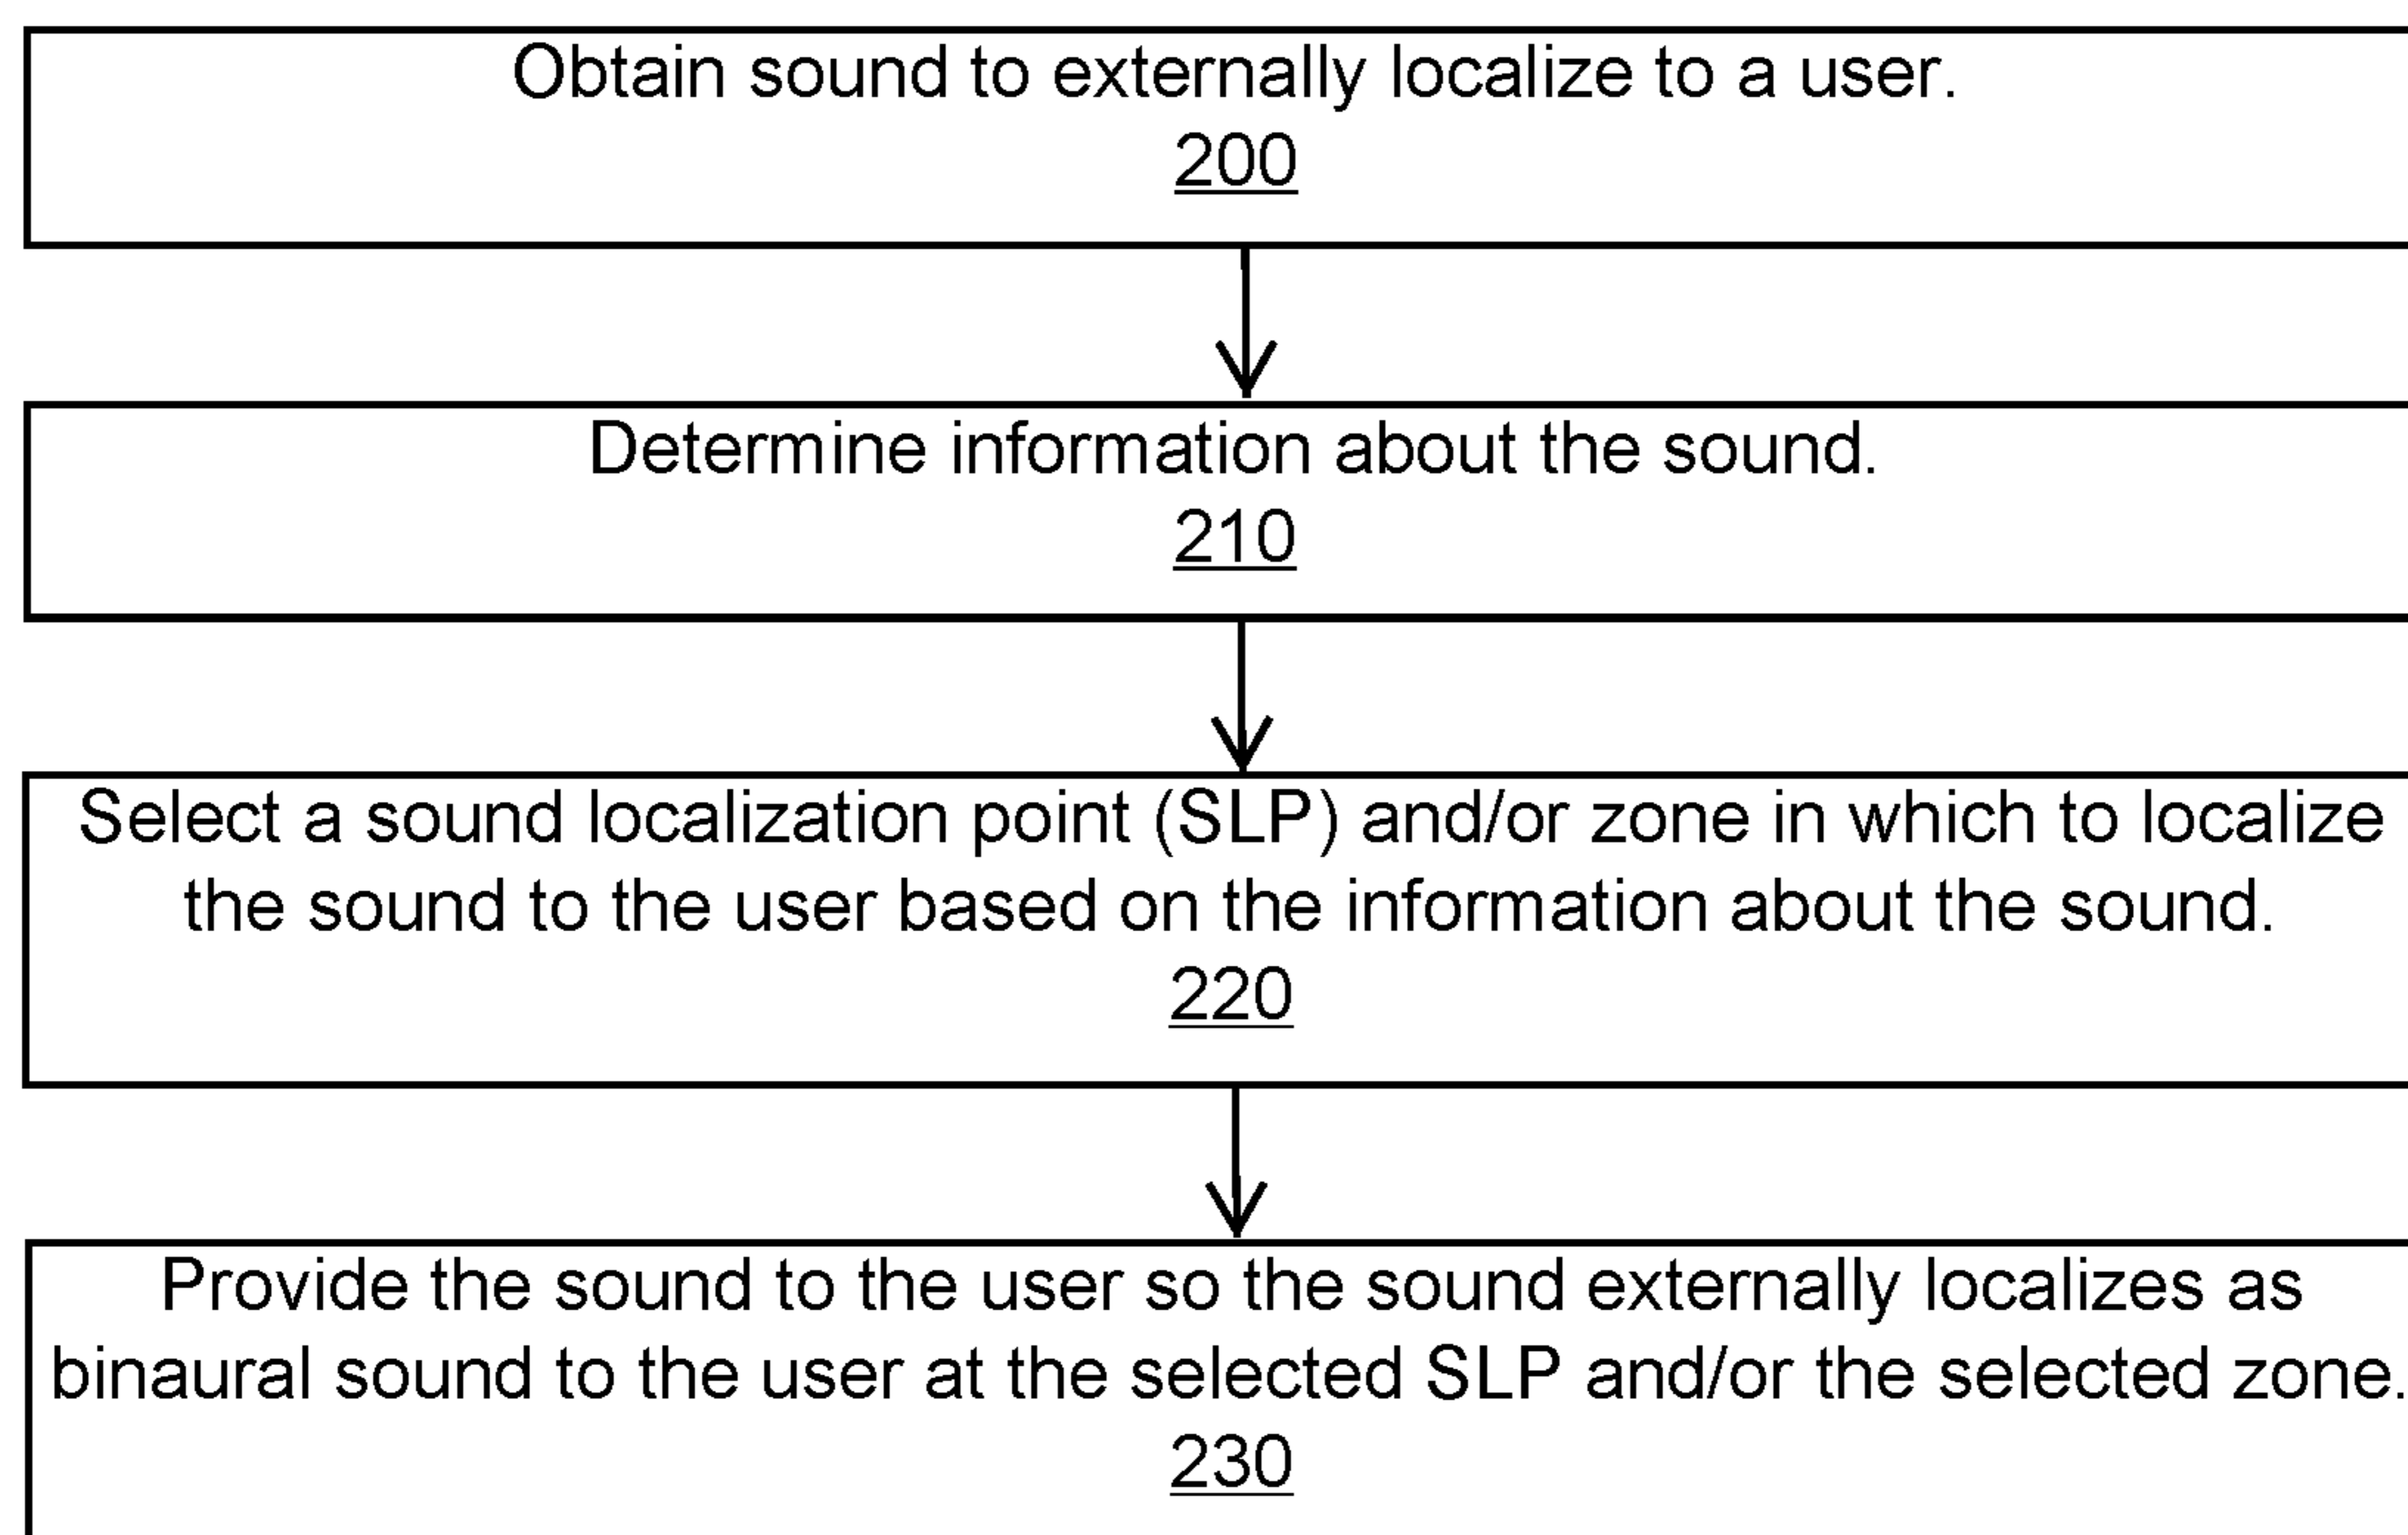 Obtain sound to externally localize to a user.
200
Determine information about the sound.
210
Select a sound localization point (SLP) and/or zone in which to localize
the sound to the user based on the information about the sound.
220
Provide the sound to the user so the sound externally localizes as
binaural sound to the user at the selected SLP and/or the selected zone.
230